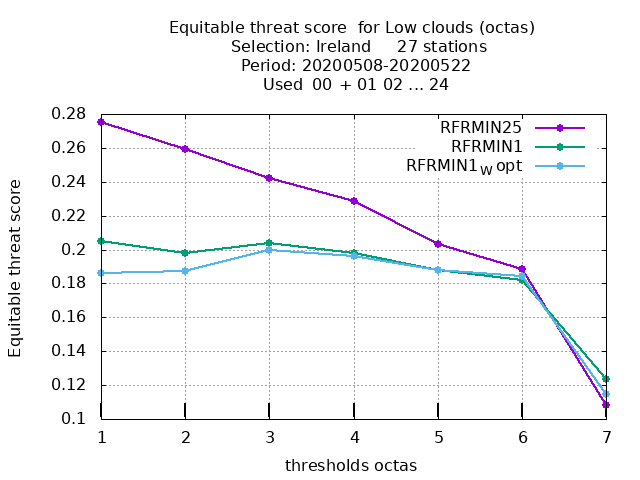 Equitable threat score for Low clouds (octas)
Selection: Ireland 27 stations
Period: 20200508-20200522
Used 00 + 01 02 ... 24
Equitable threat score
0.28
0.26
0.24
0.22
0.2
0.18
0.16
0.14
0.12
0.1
RFRMIN25
RFRMIN1
RFRMIN1W opt
1 2 3 4 5 6 7
thresholds octas